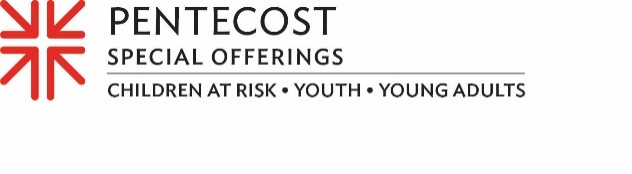 PENTECOST
SPECIAL OFFERINGS
CHILDREN AT RISK • YOUTH • YOUNG ADULTS